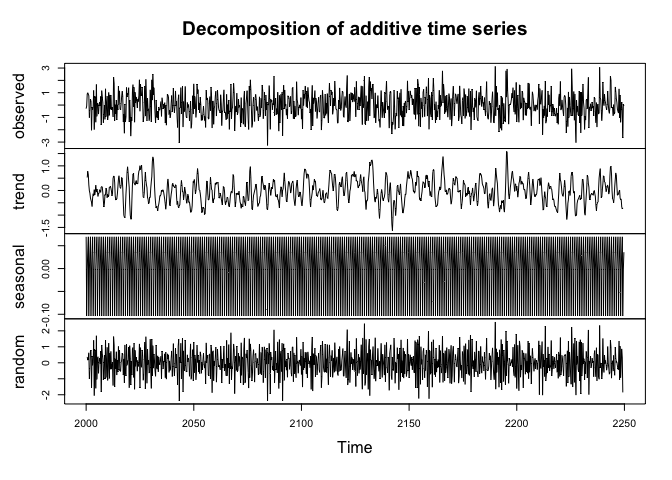 Decomposition of additive time series
observed
3
1
-1
-3
trend
1.0
0.0
-1.5
seasonal
0.00
-0.10
random
2
1
0
-2
2000 2050 2100 2150 2200 2250
Time